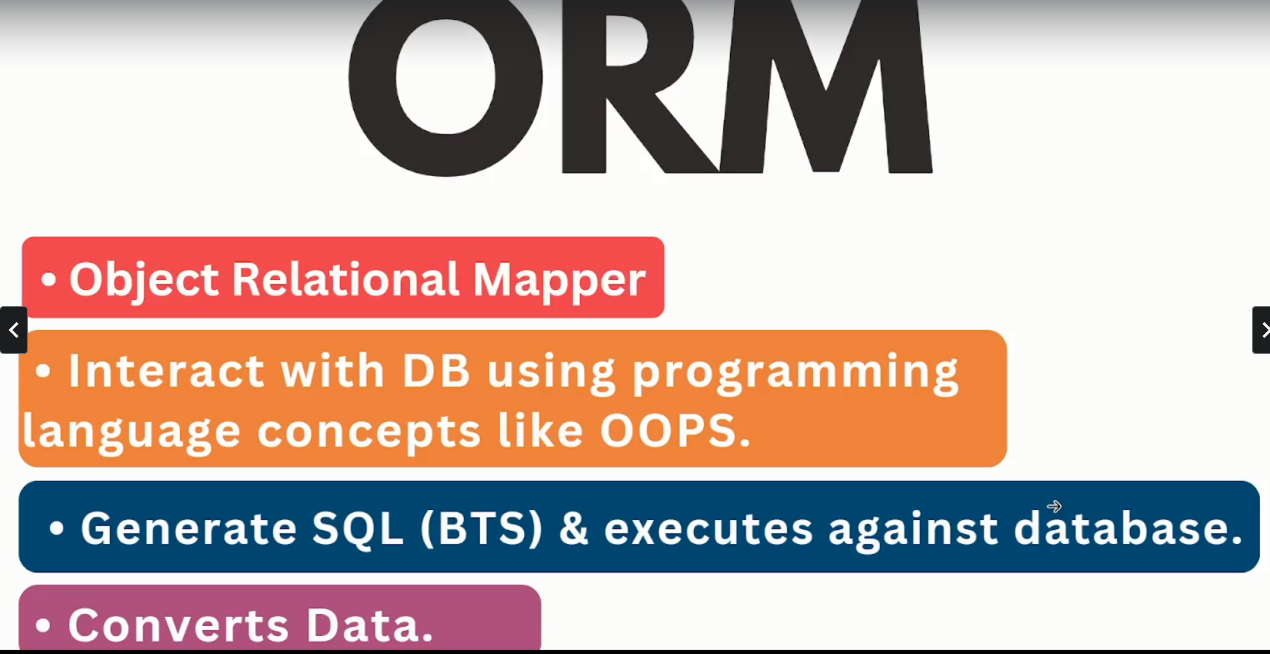 ORM
• Object Relational Mapper
• Interact with DB using programming
language concepts like OOPS.
• Generate SQL (BTS) & executes against database.
• Converts Data.